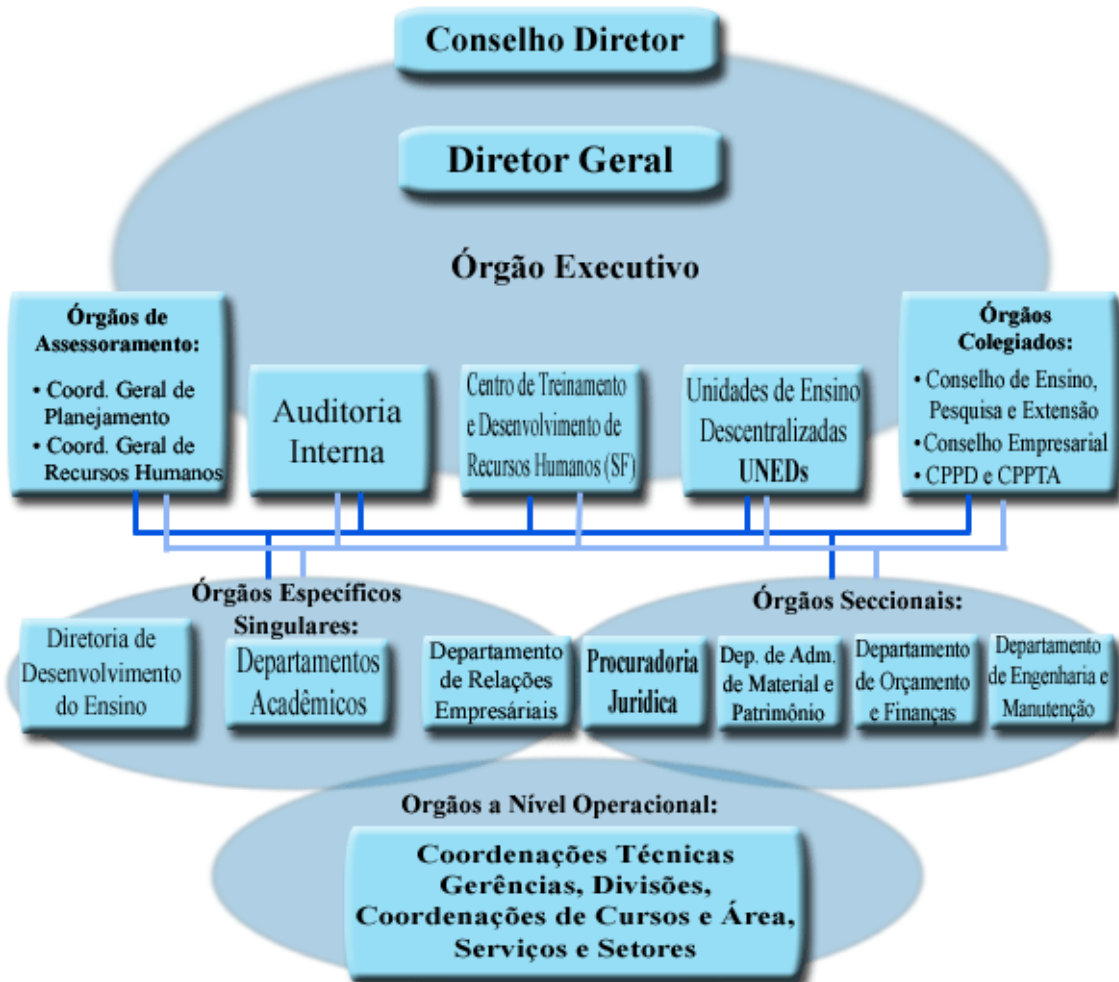 Conselho Diretor
Diretor Geral
Órgão Executivo
Órgãos de
Assessoramento:
• Coord. Geral de
Planejamento
• Coord. Geral de
Recursos Humanos
Auditoria
Interna
Centro de Treinamento
e Desenvolvimento de
Recursos Humanos (SF)
Unidades de Ensino
Descentralizadas
UNEDs
Órgãos
Colegiados:
• Conselho de Ensino,
Pesquisa e Extensão
• Conselho Empresarial
• CPPD e CPPTA
Órgãos Específicos
Singulares:
Diretoria de
Desenvolvimento
do Ensino
Departamentos
Acadêmicos
Departamento
de Relações
Empresáriais
Órgãos Seccionais:
Procuradoria
Jurídica
Dep. de Adm.
de Material e
Patrimônio
Departamento
de Orçamento
e Finanças
Departamento
de Engenharia e
Manutenção
Orgãos a Nível Operacional:
Coordenações Técnicas
Gerências, Divisões,
Coordenações de Cursos e Área,
Serviços e Setores